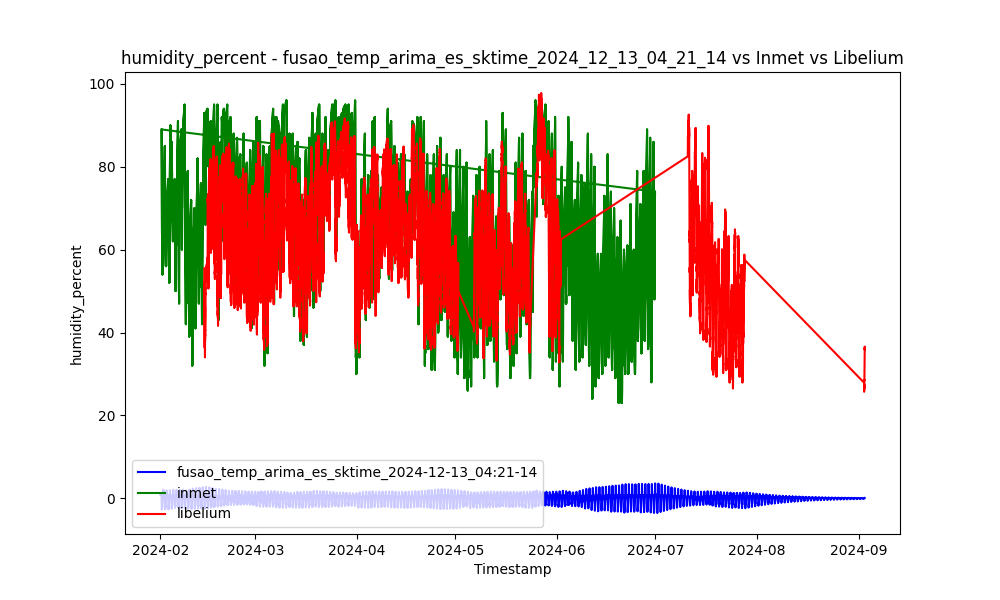 humidity_percent - fusao_temp_arima_es_sktime_2024_12_13_04_21_14 vs Inmet vs Libelium
100
80
60
40
20
0
humidity_percent
fusao_temp_arima_es_sktime_2024-12-13_04:21-14
inmet
libelium
2024-02 2024-03 2024-04 2024-05 2024-06 2024-07 2024-08 2024-09
Timestamp